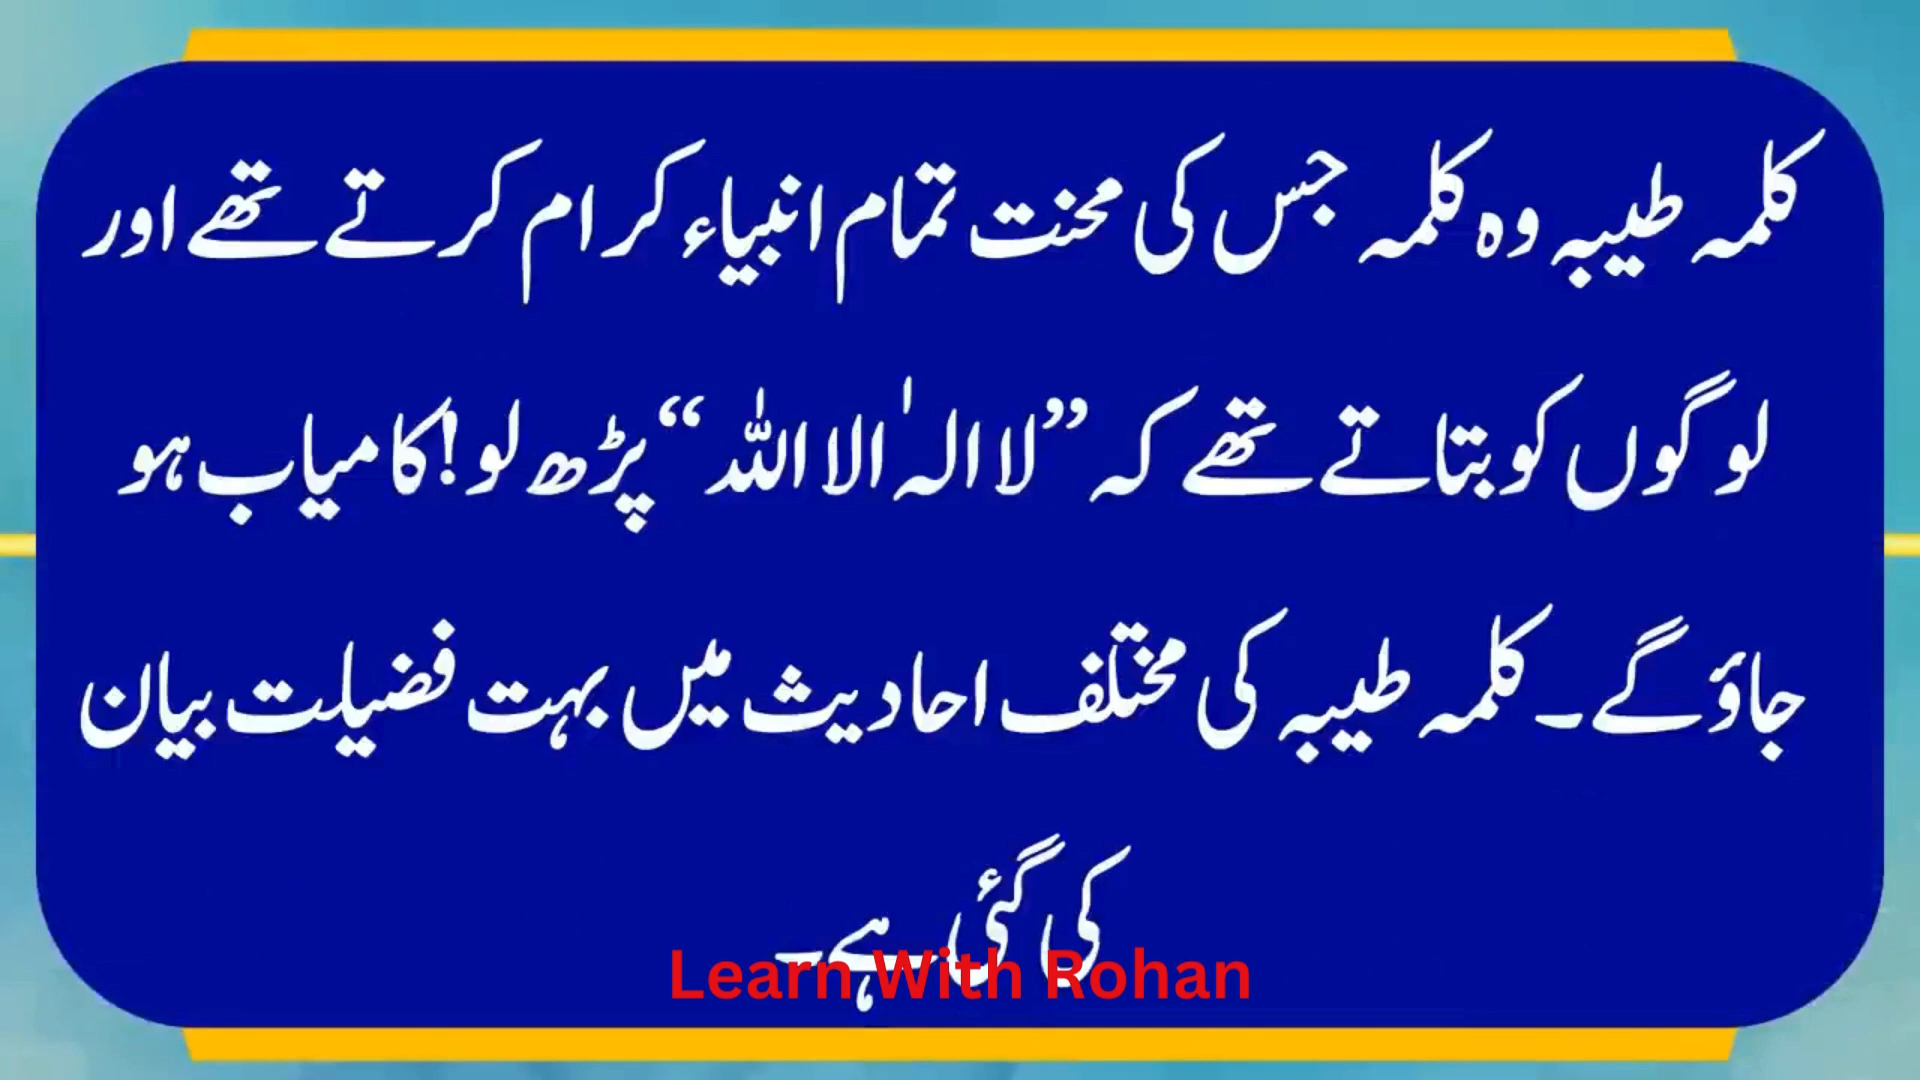 کلمہ طیبہ وہ کلمہ جس کی محنت تمام انبیاء کرام کرتے تھے اور
لوگوں کو بتاتے تھے کہ ”لا الہٰ الا اللہ“ پڑھ لو! کامیاب ہو
جاؤ گے۔ کلمہ طیبہ کی مختلف احادیث میں بہت فضیلت بیان
کی گئی ہے۔
Learn With Rohan